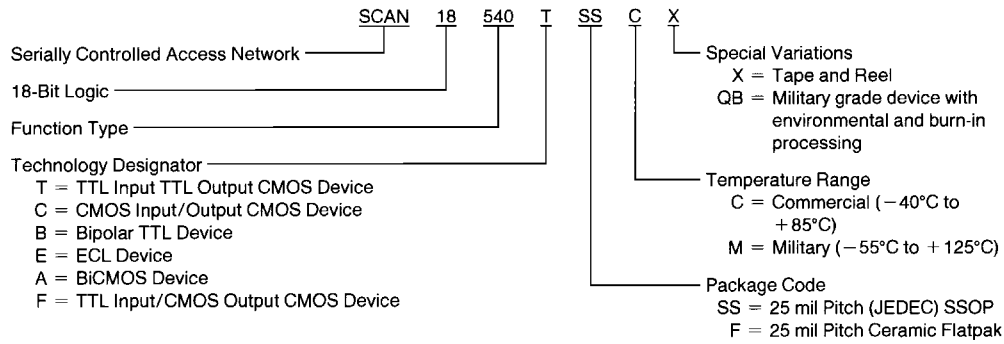 SCAN 18 540 T SS C X
Serially Controlled Access Network
18-Bit Logic
Function Type
Technology Designator
T = TTL Input TTL Output CMOS Device
C = CMOS Input/Output CMOS Device
B = Bipolar TTL Device
E = ECL Device
A = BiCMOS Device
F = TTL Input/CMOS Output CMOS Device
Special Variations
X = Tape and Reel
QB = Military grade device with
environmental and burn-in
processing
Temperature Range
C = Commercial (−40°C to
+85°C)
M = Military (−55°C to +125°C)
Package Code
SS = 25 mil Pitch (JEDEC) SSOP
F = 25 mil Pitch Ceramic Flatpak